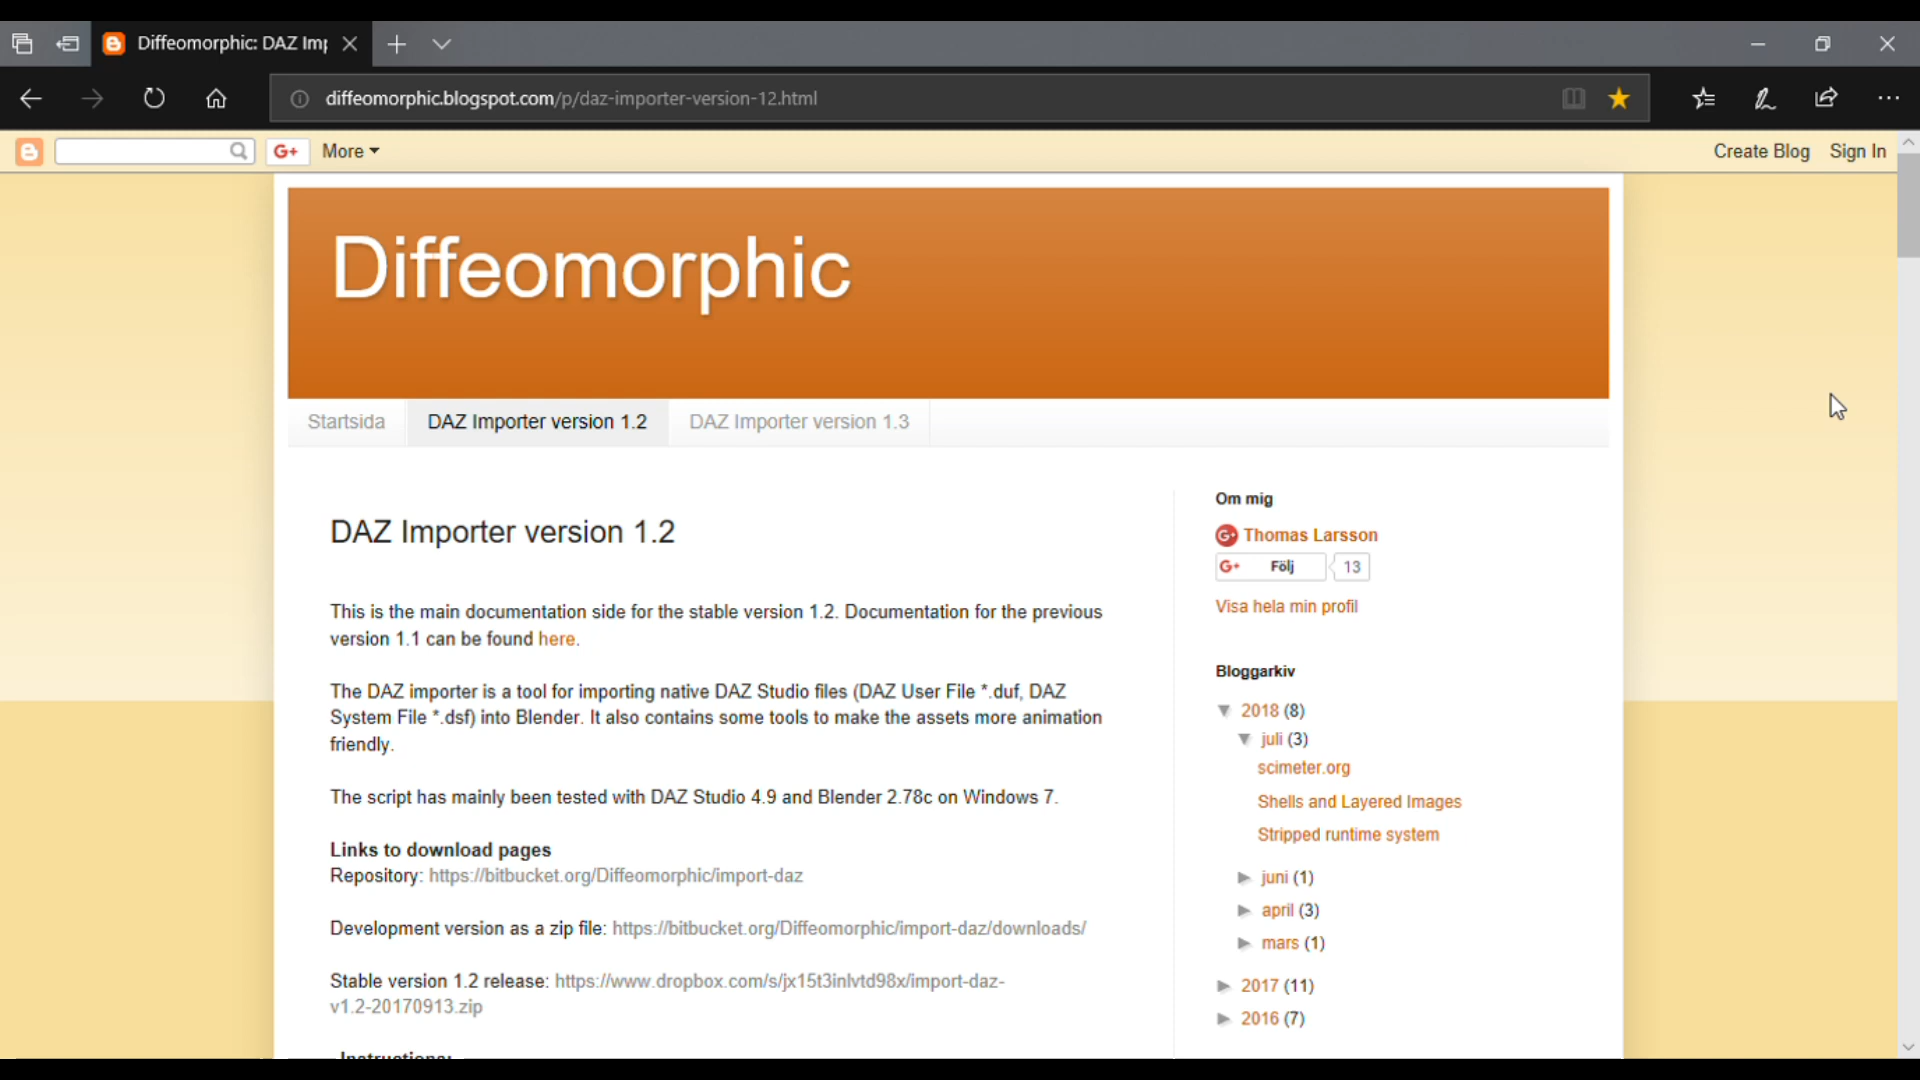 Diffeomorphic: DAZ Imp
diffeomorphic.blogspot.com/p/daz-importer-version-12.html
G+ More Create Blog Sign In
Diffeomorphic
Startsida DAZ Importer version 1.2 DAZ Importer version 1.3
DAZ Importer version 1.2
This is the main documentation side for the stable version 1.2. Documentation for the previous
version 1.1 can be found here.
The DAZ importer is a tool for importing native DAZ Studio files (DAZ User File *.duf, DAZ
System File *.dsf) into Blender. It also contains some tools to make the assets more animation
friendly.
The script has mainly been tested with DAZ Studio 4.9 and Blender 2.78c on Windows 7.
Links to download pages
Repository: https://bitbucket.org/Diffeomorphic/import-daz
Development version as a zip file: https://bitbucket.org/Diffeomorphic/import-daz/downloads/
Stable version 1.2 release: https://www.dropbox.com/s/jx15t3inlvtd98x/import-daz-
v1.2-20170913.zip
Instructions:
Om mig
G+ Thomas Larsson
G+ Följ 13
Visa hela min profil
Bloggarkiv
▼ 2018 (8)
▼ juli (3)
scimeter.org
Shells and Layered Images
Stripped runtime system
► juni (1)
► april (3)
► mars (1)
► 2017 (11)
► 2016 (7)